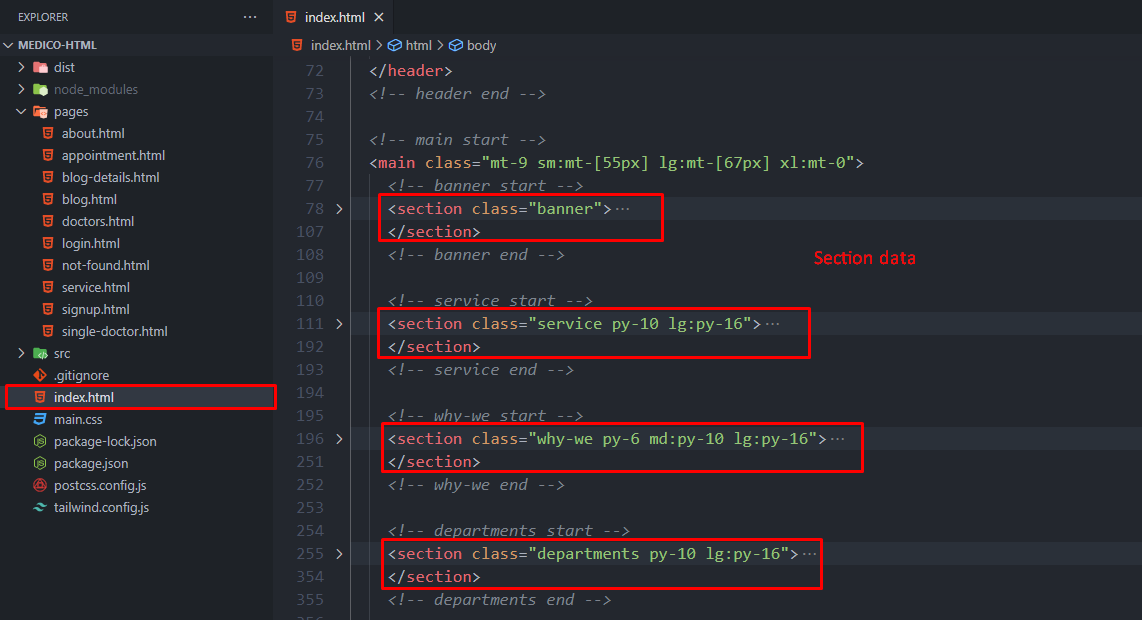 EXPLORER ···
index.html ×
MEDICO-HTML
index.html > html > body
dist
node_modules
pages
about.html
appointment.html
blog-details.html
blog.html
doctors.html
login.html
not-found.html
service.html
signup.html
single-doctor.html
src
.gitignore
index.html
main.css
package-lock.json
package.json
postcss.config.js
tailwind.config.js
72 </header>
73 <!-- header end -->
74
75 <!-- main start -->
76 <main class="mt-9 sm:mt-[55px] lg:mt-[67px] xl:mt-0">
77 <!-- banner start -->
78 > <section class="banner">···
107 </section>
108 <!-- banner end -->
109
110 <!-- service start -->
111 > <section class="service py-10 lg:py-16">···
192 </section>
193 <!-- service end -->
194
195 <!-- why-we start -->
196 > <section class="why-we py-6 md:py-10 lg:py-16">···
251 </section>
252 <!-- why-we end -->
253
254 <!-- departments start -->
255 > <section class="departments py-10 lg:py-16">···
354 </section>
355 <!-- departments end -->
Section data